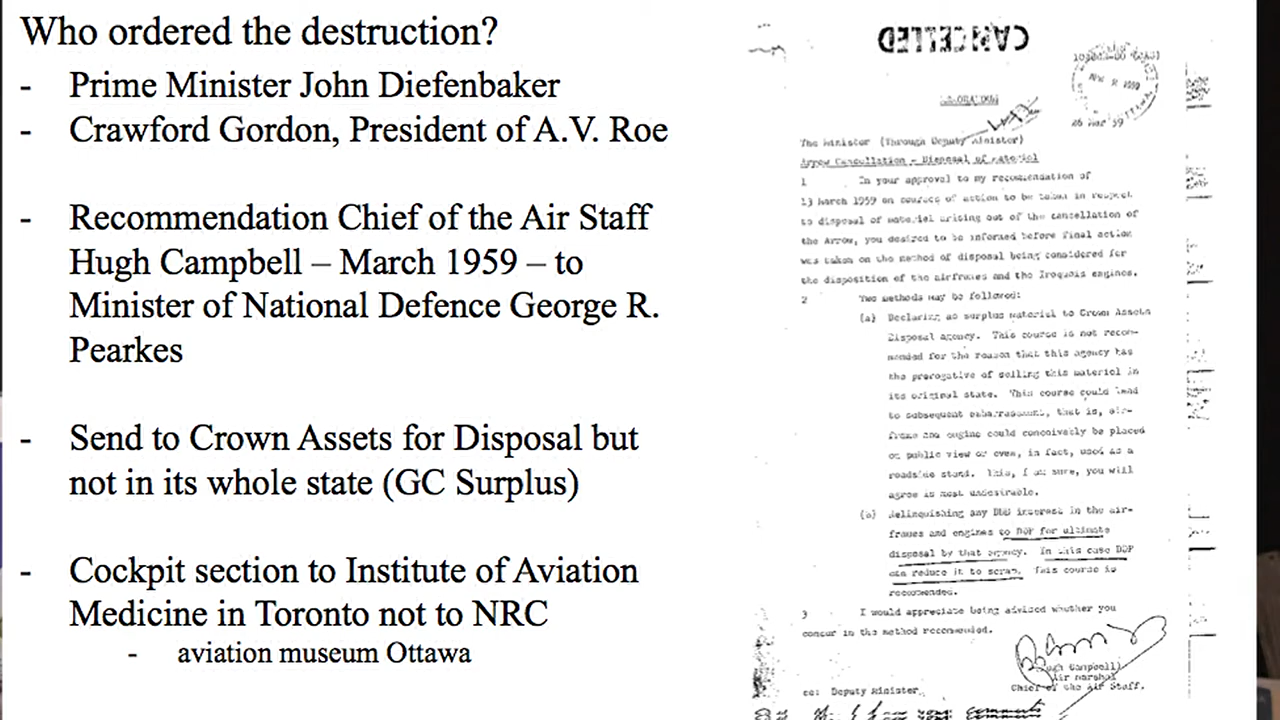 Who ordered the destruction?
- Prime Minister John Diefenbaker
- Crawford Gordon, President of A.V. Roe
- Recommendation Chief of the Air Staff
Hugh Campbell – March 1959 – to
Minister of National Defence George R.
Pearkes
- Send to Crown Assets for Disposal but
not in its whole state (GC Surplus)
- Cockpit section to Institute of Aviation
Medicine in Toronto not to NRC
- aviation museum Ottawa
CANCELLED
26 Mar 59
The Minister (Through Deputy Minister)
Arrow Cancellation - Disposal of Material
1 In your approval to my recommendation of
13 March 1959 on courses of action to be taken in respect
to disposal of material arising out of the cancellation of
the Arrow, you desired to be informed before final action
was taken on the method of disposal being considered for
the disposition of the airframes and the Iroquois engines.
2 Two methods may be followed:
(a) Declaring as surplus material to Crown Assets
Disposal agency. This course is not recom-
mended for the reason that this agency has
the prerogative of selling this material in
its original state. This course could lead
to subsequent embarrassment, that is, air-
frame and engine could conceivably be placed
on public view or even, in fact, used as a
roadside stand. This, I am sure, you will
agree is most undesirable.
(b) Relinquishing any DND interest in the air-
frames and engines to DDP for ultimate
disposal by that agency. In this case DDP
can reduce it to scrap. This course is
recommended.
3 I would appreciate being advised whether you
concur in the method recommended.
Hugh Campbell)
Air Marshal
Chief of the Air Staff.
cc: Deputy Minister